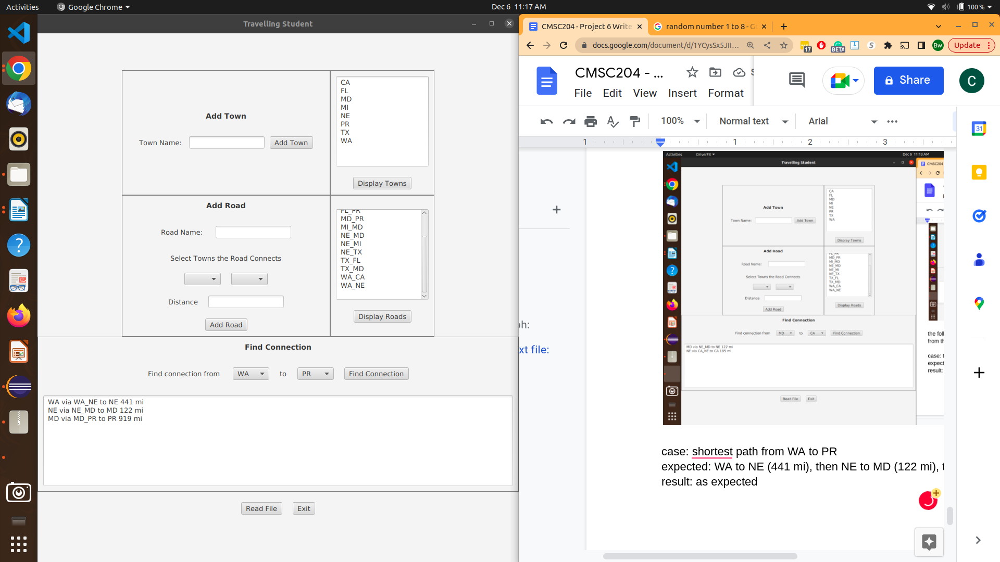 Activities
Google Chrome
Dec 6 11:17 AM
100 %
Travelling Student
Add Town
Town Name:
Add Town
CA
FL
MD
MI
NE
PR
TX
WA
Display Towns
Add Road
Road Name:
Select Towns the Road Connects
Distance
Add Road
FL_PR
MD_PR
MI_MD
NE_MD
NE_MI
NE_TX
TX_FL
TX_MD
WA_CA
WA_NE
Display Roads
Find Connection
Find connection from WA to PR Find Connection
WA via WA_NE to NE 441 mi
NE via NE_MD to MD 122 mi
MD via MD_PR to PR 919 mi
Read File Exit
CMSC204 - Project 6 Write
random number 1 to 8 - G
docs.google.com/document/d/1YCysSx5JII...
17
BETA
S
Bw
Update
CMSC204 - ...
File Edit View Insert Format
Share
C
100% Normal text Arial
1 1 2 3
31
ph:
xt file:
Activities DriverFX Dec 6 11:13 AM
Travelling Student
CMSC204
Add Town
Town Name: Add Town
CA
FL
MD
MI
NE
PR
TX
WA
Display Towns
Add Road
Road Name:
Select Towns the Road Connects
Distance
Add Road
FL_PR
MD_PR
MI_MD
NE_MD
NE_MI
NE_TX
TX_FL
TX_MD
WA_CA
WA_NE
Display Roads
Find Connection
Find connection from MD to CA Find Connection
MD via NE_MD to NE 122 mi
NE via CA_NE to CA 185 mi
Read File Exit
the foll
from th
case: t
expect
result:
case: shortest path from WA to PR
expected: WA to NE (441 mi), then NE to MD (122 mi), t
result: as expected